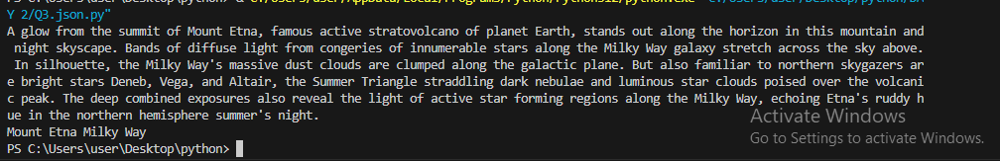 Y 2/Q3.json.py"
A glow from the summit of Mount Etna, famous active stratovolcano of planet Earth, stands out along the horizon in this mountain and
 night skyscape. Bands of diffuse light from congeries of innumerable stars along the Milky Way galaxy stretch across the sky above.
 In silhouette, the Milky Way's massive dust clouds are clumped along the galactic plane. But also familiar to northern skygazers ar
e bright stars Deneb, Vega, and Altair, the Summer Triangle straddling dark nebulae and luminous star clouds poised over the volcani
c peak. The deep combined exposures also reveal the light of active star forming regions along the Milky Way, echoing Etna's ruddy h
ue in the northern hemisphere summer's night.
Mount Etna Milky Way
PS C:\Users\user\Desktop\python>
Activate Windows
Go to Settings to activate Windows.